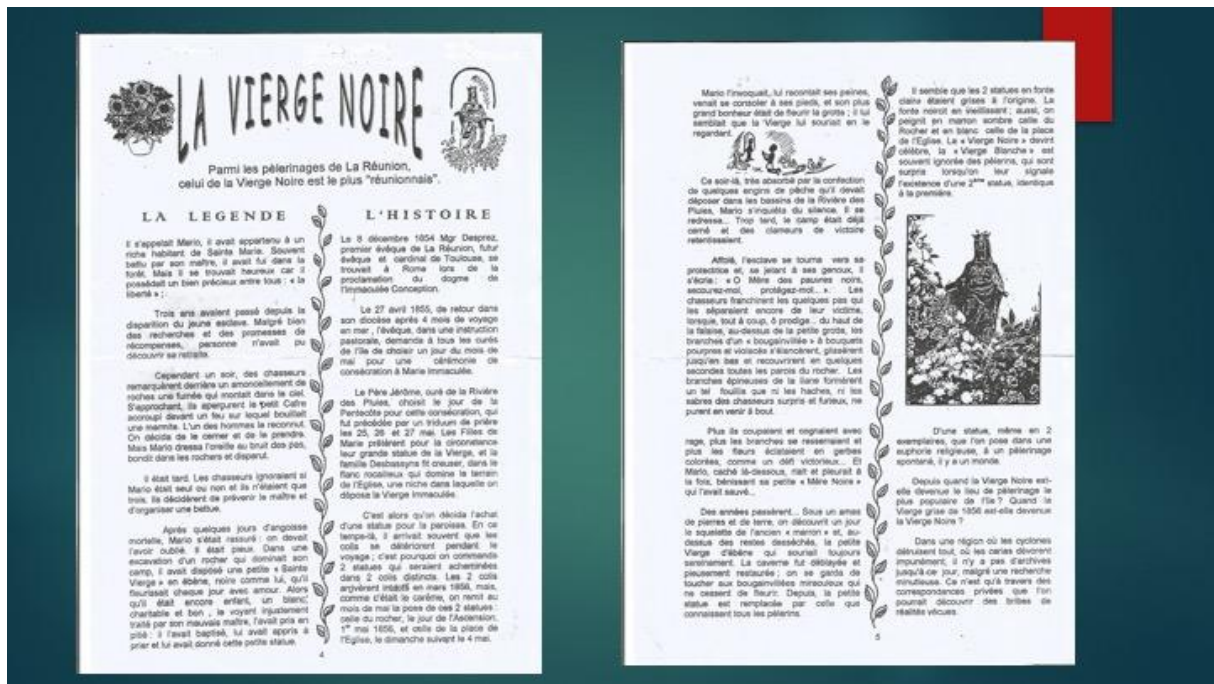 LA VIERGE NOIRE
Parmi les pèlerinages de La Réunion,
celui de la Vierge Noire est le plus "réunionnais".
LA LEGENDE
Il s'appelait Mario, il avait appartenu à un
riche habitant de Sainte Marie. Souvent
battu par son maître, il avait fui dans la
forêt. Mais il se trouvait heureux car il
possédait un bien précieux entre tous : « la
liberté » ;
Trois ans avaient passé depuis la
disparition du jeune esclave. Malgré bien
des recherches et des promesses de
récompenses, personne n'avait pu
découvrir sa retraite.
Cependant un soir, des chasseurs
remarquèrent derrière un amoncellement de
roches une fumée qui montait dans le ciel.
S'approchant, ils aperçurent le petit Cafre
accroupi devant un feu sur lequel bouillait
une marmite. L'un des hommes la reconnut.
On décida de le cerner et de le prendre.
Mais Mario dressa l'oreille au bruit des pas,
bondit dans les rochers et disparut.
Il était tard. Les chasseurs ignoraient si
Mario était seul ou non et ils n'étaient que
trois. Ils décidèrent de prévenir le maître et
d'organiser une battue.
Après quelques jours d'angoisse
mortelle, Mario s'était rassuré : on devait
l'avoir oublié. Il était pieux. Dans une
excavation d'un rocher qui dominait son
camp, il avait disposé une petite « Sainte
Vierge » en ébène, noire comme lui, qu'il
fleurissait chaque jour avec amour. Alors
qu'il était encore enfant, un blanc,
charitable et bon , le voyant injustement
traité par son mauvais maître, l'avait pris en
pitié : il l'avait baptisé, lui avait appris à
prier et lui avait donné cette petite statue.
L'HISTOIRE
Le 8 décembre 1854 Mgr Desprez,
premier évêque de La Réunion, futur
évêque et cardinal de Toulouse, se
trouvait à Rome lors de la
proclamation du dogme de
l'Immaculée Conception.
Le 27 avril 1855, de retour dans
son diocèse après 4 mois de voyage
en mer , l'évêque, dans une instruction
pastorale, demanda à tous les curés
de l'île de choisir un jour du mois de
mai pour une cérémonie de
consécration à Marie Immaculée.
Le Père Jérôme, curé de la Rivière
des Pluies, choisit le jour de la
Pentecôte pour cette consécration, qui
fut précédée par un triduum de prière
les 25, 26 et 27 mai. Les Filles de
Marie prêtèrent pour la circonstance
leur grande statue de la Vierge, et la
famille Desbassyns fit creuser, dans le
flanc rocailleux qui domine le terrain
de l'Eglise, une niche dans laquelle on
déposa la Vierge Immaculée.
C'est alors qu'on décida l'achat
d'une statue pour la paroisse. En ce
temps-là, il arrivait souvent que les
colis se détériorent pendant le
voyage ; c'est pourquoi on commanda
2 statues qui seraient acheminées
dans 2 colis distincts. Les 2 colis
arrivèrent intacts en mars 1856, mais,
comme c'était le carême, on remit au
mois de mai la pose de ces 2 statues :
celle du rocher, le jour de l'Ascension,
1er mai 1856, et celle de la place de
l'Eglise, le dimanche suivant le 4 mai.
4
Mario l'invoquait, lui racontait ses peines,
venait se consoler à ses pieds, et son plus
grand bonheur était de fleurir la grotte ; il lui
semblait que la Vierge lui souriait en le
regardant.
Ce soir-là, très absorbé par la confection
de quelques engins de pêche qu'il devait
déposer dans les bassins de la Rivière des
Pluies, Mario s'inquiéta du silence. Il se
redressa... Trop tard, le camp était déjà
cerné et des clameurs de victoire
retentissaient.
Affolé, l'esclave se tourna vers sa
protectrice et, se jetant à ses genoux, il
s'écria : « O Mère des pauvres noirs,
secourez-moi, protégez-moi... ». Les
chasseurs franchirent les quelques pas qui
les séparaient encore de leur victime,
lorsque, tout à coup, ô prodige... du haut de
la falaise, au-dessus de la petite grotte, les
branches d'un « bougainvillée » à bouquets
pourpres et violacés s'élancèrent, glissèrent
jusqu'en bas et recouvrirent en quelques
secondes toutes les parois du rocher. Les
branches épineuses de la liane formèrent
un tel fouillis que ni les haches, ni les
sabres des chasseurs surpris et furieux, ne
purent en venir à bout.
Plus ils coupaient et cognaient avec
rage, plus les branches se resserraient et
plus les fleurs éclataient en gerbes
colorées, comme un défi victorieux... Et
Mario, caché là-dessous, riait et pleurait à
la fois, bénissant sa petite « Mère Noire »
qui l'avait sauvé...
Des années passèrent... Sous un amas
de pierres et de terre, on découvrit un jour
le squelette de l'ancien « marron » et, au-
dessus des restes desséchés, la petite
Vierge d'ébène qui souriait toujours
sereinement. La caverne fut déblayée et
pieusement restaurée ; on se garda de
toucher aux bougainvillées miraculeux qui
ne cessent de fleurir. Depuis, la petite
statue est remplacée par celle que
connaissent tous les pèlerins.
Il semble que les 2 statues en fonte
claire étaient grises à l'origine. La
fonte noircit en vieillissant ; aussi, on
peignit en marron sombre celle du
Rocher et en blanc celle de la place
de l'Eglise. La « Vierge Noire » devint
célèbre, la « Vierge Blanche » est
souvent ignorée des pèlerins, qui sont
surpris lorsqu'on leur signale
l'existence d'une 2ème statue, identique
à la première.
D'une statue, même en 2
exemplaires, que l'on pose dans une
euphorie religieuse, à un pèlerinage
spontané, il y a un monde.
Depuis quand la Vierge Noire est-
elle devenue le lieu de pèlerinage le
plus populaire de l'île ? Quand la
Vierge grise de 1856 est-elle devenue
la Vierge Noire ?
Dans une région où les cyclones
détruisent tout, où les carias dévorent
impunément, il n'y a pas d'archives
jusqu'à ce jour, malgré une recherche
minutieuse. Ce n'est qu'à travers des
correspondances privées que l'on
pourrait découvrir des bribes de
réalités vécues.
5